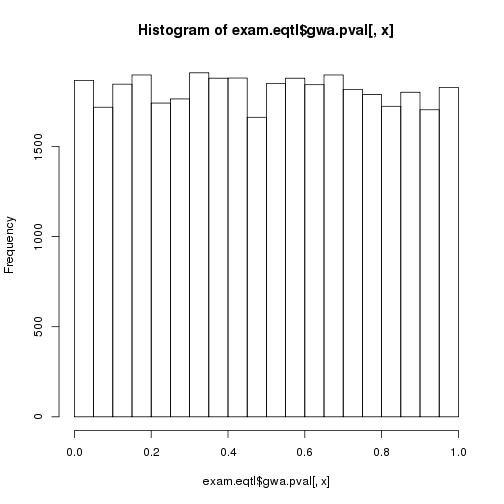 Histogram of exam.eqtl$gwa.pval[, x]
Frequency
1500
1000
500
0
0.0 0.2 0.4 0.6 0.8 1.0
exam.eqtl$gwa.pval[, x]